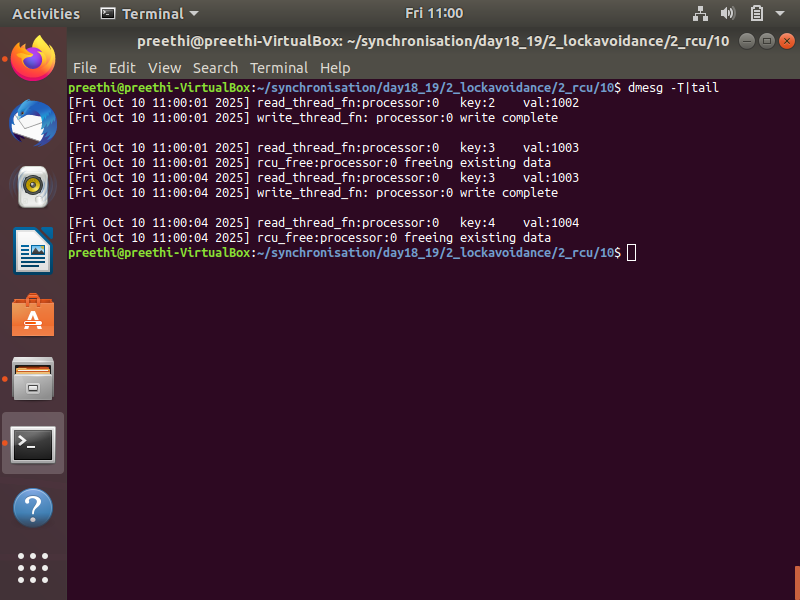 Activities Terminal Fri 11:00
preethi@preethi-VirtualBox: ~/synchronisation/day18_19/2_lockavoidance/2_rcu/10
File Edit View Search Terminal Help
preethi@preethi-VirtualBox:~/synchronisation/day18_19/2_lockavoidance/2_rcu/10$ dmesg -T|tail
[Fri Oct 10 11:00:01 2025] read_thread_fn:processor:0 key:2 val:1002
[Fri Oct 10 11:00:01 2025] write_thread_fn: processor:0 write complete
[Fri Oct 10 11:00:01 2025] read_thread_fn:processor:0 key:3 val:1003
[Fri Oct 10 11:00:01 2025] rcu_free:processor:0 freeing existing data
[Fri Oct 10 11:00:04 2025] read_thread_fn:processor:0 key:3 val:1003
[Fri Oct 10 11:00:04 2025] write_thread_fn: processor:0 write complete
[Fri Oct 10 11:00:04 2025] read_thread_fn:processor:0 key:4 val:1004
[Fri Oct 10 11:00:04 2025] rcu_free:processor:0 freeing existing data
preethi@preethi-VirtualBox:~/synchronisation/day18_19/2_lockavoidance/2_rcu/10$